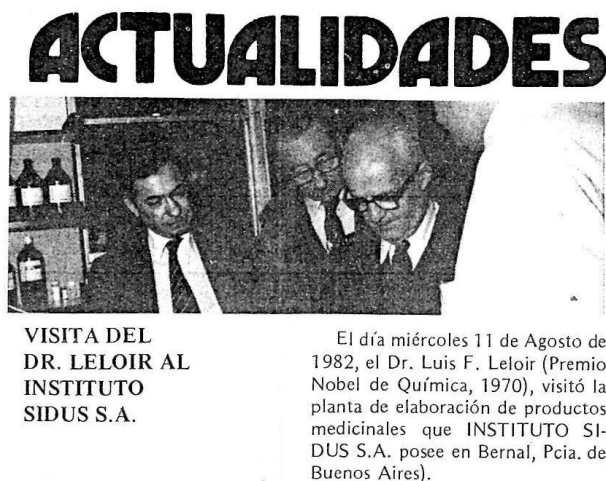 ACTUALIDADES
VISITA DEL
DR. LELOIR AL
INSTITUTO
SIDUS S.A.
El día miércoles 11 de Agosto de
1982, el Dr. Luis F. Leloir (Premio
Nobel de Química, 1970), visitó la
planta de elaboración de productos
medicinales que INSTITUTO SI-
DUS S.A. posee en Bernal, Pcia. de
Buenos Aires).